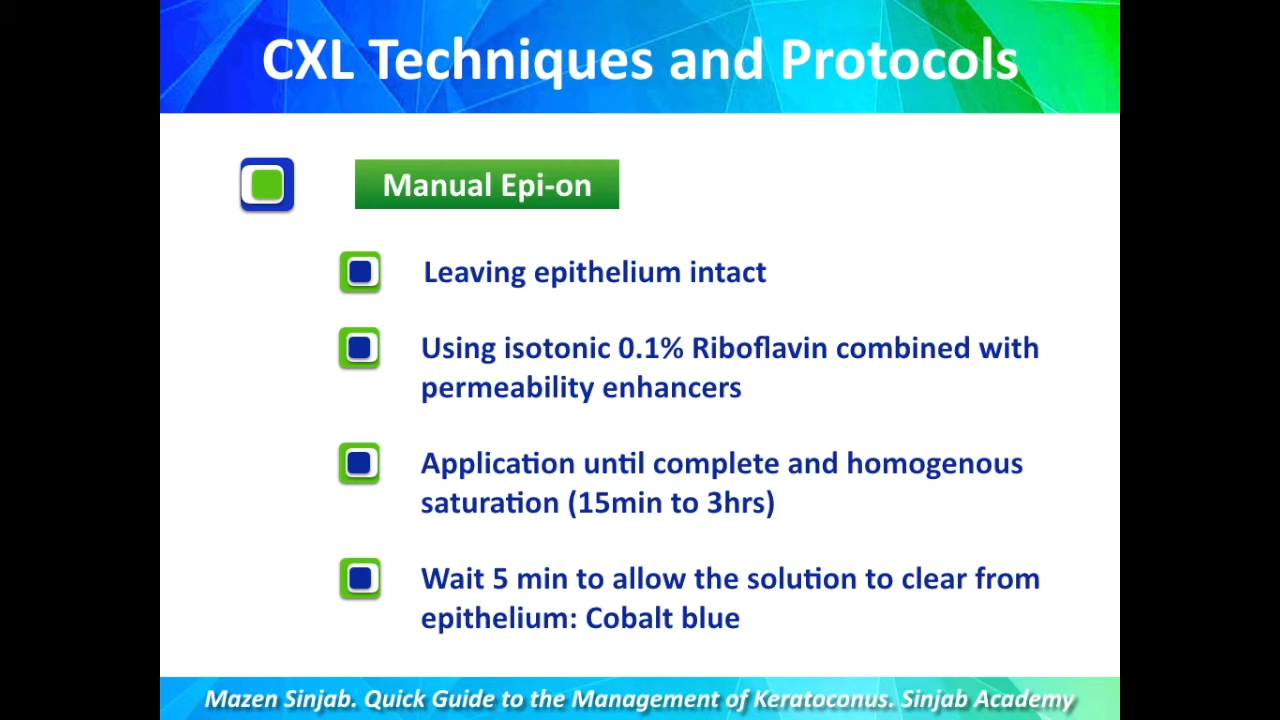 CXL Techniques and Protocols
Manual Epi-on
Leaving epithelium intact
Using isotonic 0.1% Riboflavin combined with
permeability enhancers
Application until complete and homogenous
saturation (15min to 3hrs)
Wait 5 min to allow the solution to clear from
epithelium: Cobalt blue
Mazen Sinjab. Quick Guide to the Management of Keratoconus. Sinjab Academy